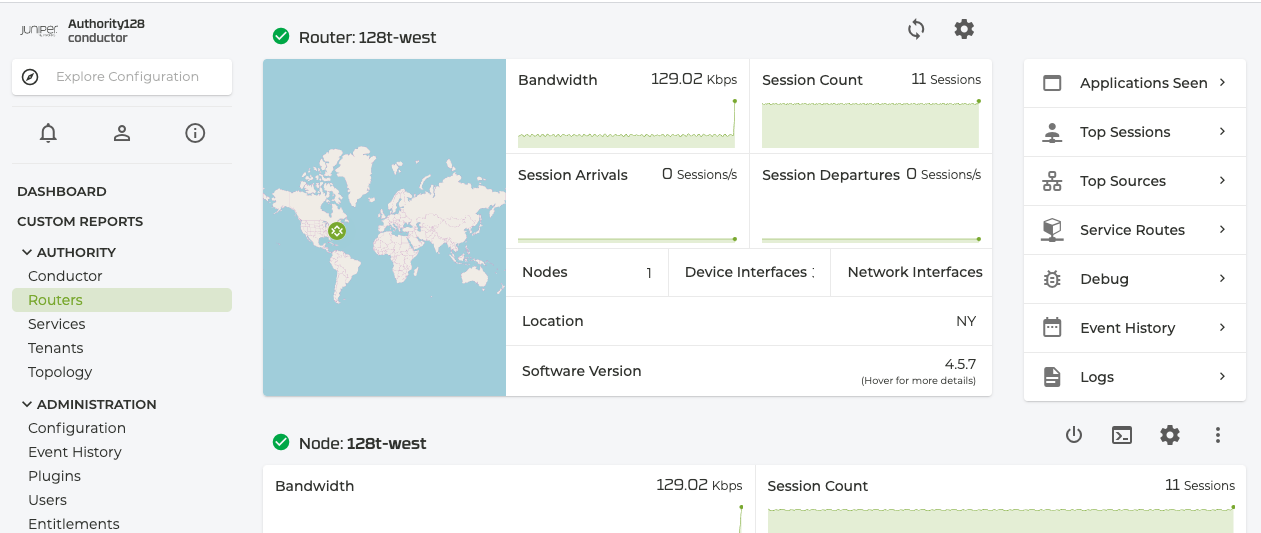 JUNIPER
Authority128
conductor
Explore Configuration
DASHBOARD
CUSTOM REPORTS
AUTHORITY
Conductor
Routers
Services
Tenants
Topology
ADMINISTRATION
Configuration
Event History
Plugins
Users
Entitlements
Router: 128t-west
Bandwidth 129.02 Kbps
Session Count 11 Sessions
Session Arrivals 0 Sessions/s
Session Departures 0 Sessions/s
Nodes 1
Device Interfaces
Network Interfaces
Location NY
Software Version 4.5.7
(Hover for more details)
Applications Seen
Top Sessions
Top Sources
Service Routes
Debug
Event History
Logs
Node: 128t-west
Bandwidth 129.02 Kbps
Session Count 11 Sessions